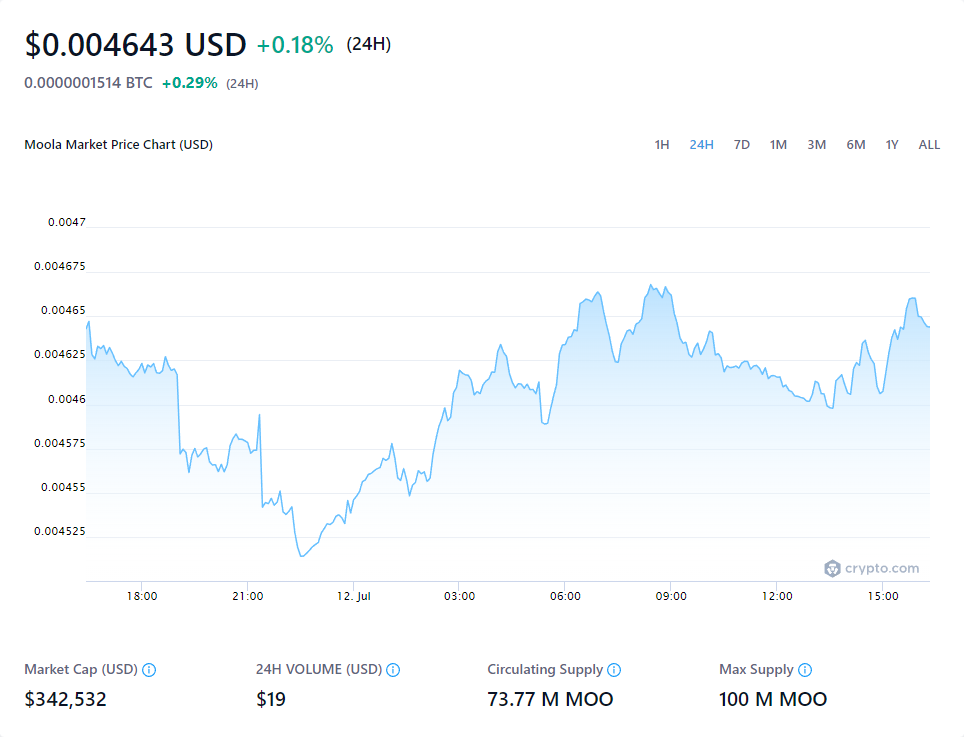 $0.004643 USD +0.18% (24H)
0.0000001514 BTC +0.29% (24H)
Moola Market Price Chart (USD) 1H 24H 7D 1M 3M 6M 1Y ALL
0.0047
0.004675
0.00465
0.004625
0.0046
0.004575
0.00455
0.004525
crypto.com
18:00 21:00 12. Jul 03:00 06:00 09:00 12:00 15:00
Market Cap (USD) 24H VOLUME (USD) Circulating Supply Max Supply
$342,532 $19 73.77 M MOO 100 M MOO